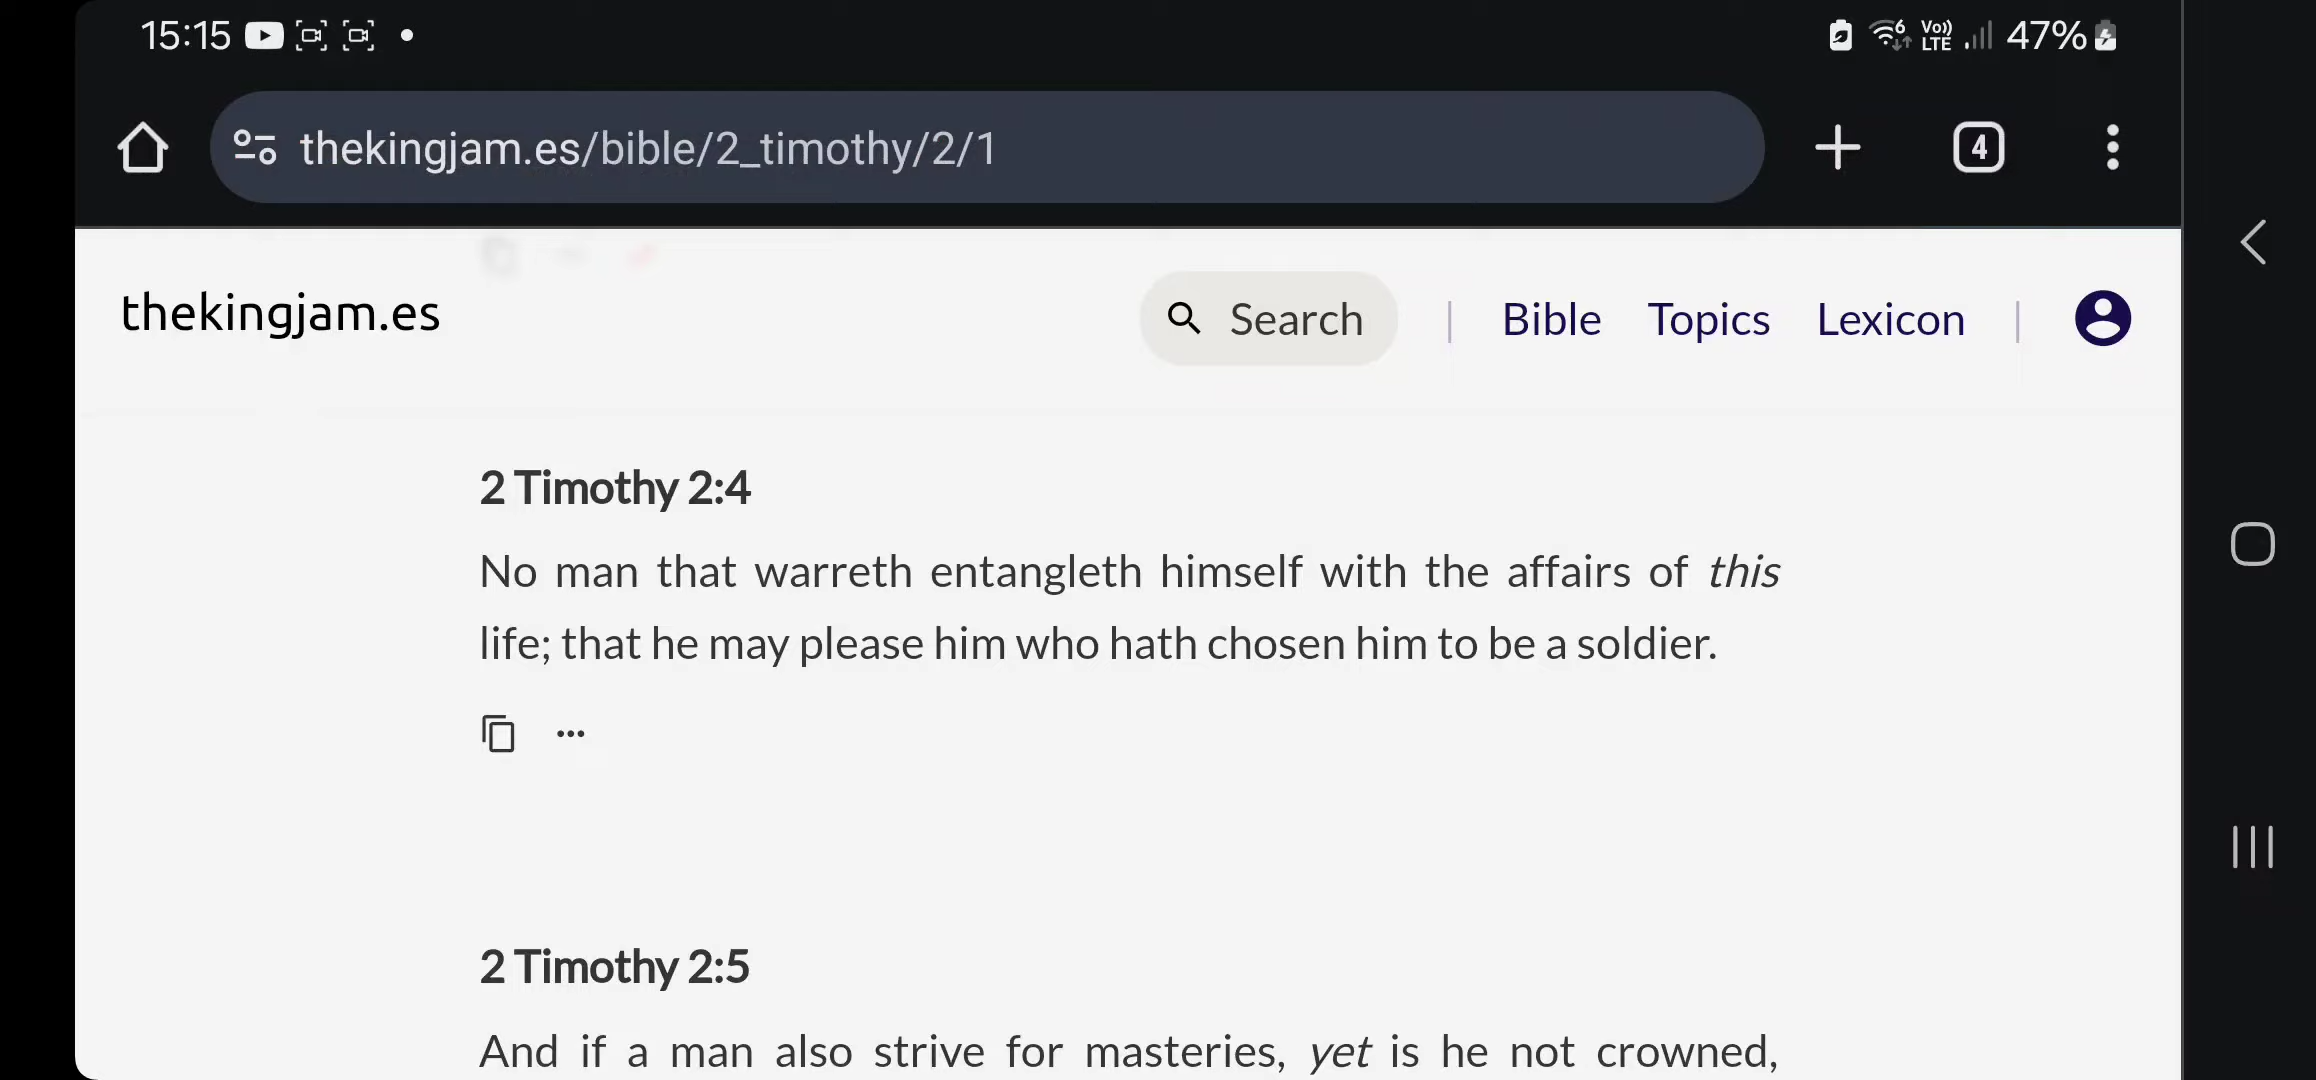 15:15
6 Vo)) LTE 47%
thekingjam.es/bible/2_timothy/2/1
4
thekingjam.es
Search | Bible Topics Lexicon |
2 Timothy 2:4
No man that warreth entangleth himself with the affairs of this
life; that he may please him who hath chosen him to be a soldier.
2 Timothy 2:5
And if a man also strive for masteries, yet is he not crowned,